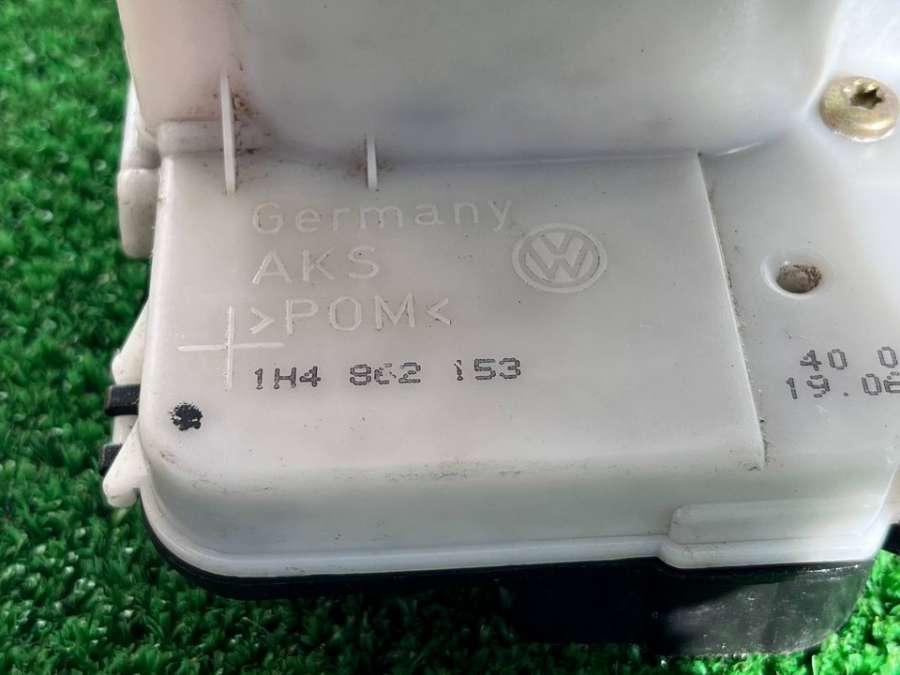 Germany
AKS
>POM<
1H4 862 153
40 0
19.06